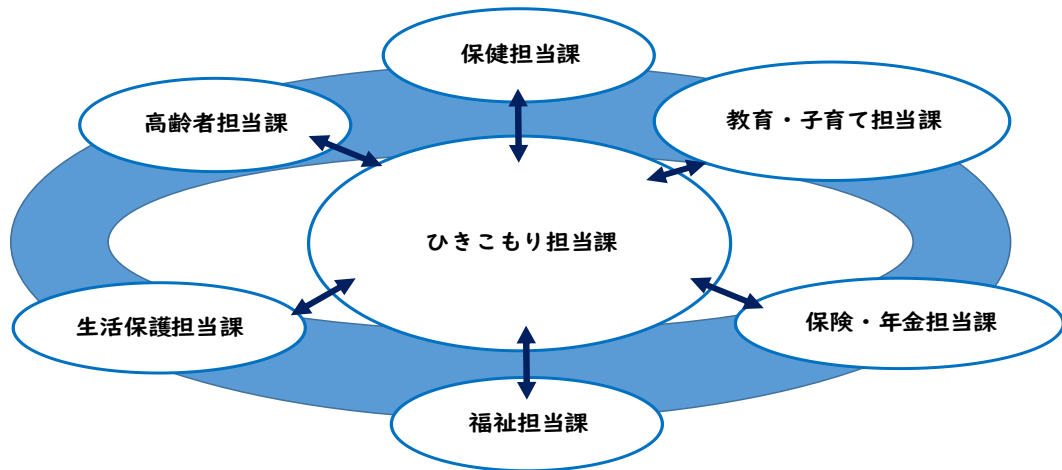 保健担当課
高齢者担当課
教育・子育て担当課
ひきこもり担当課
生活保護担当課
保険・年金担当課
福祉担当課